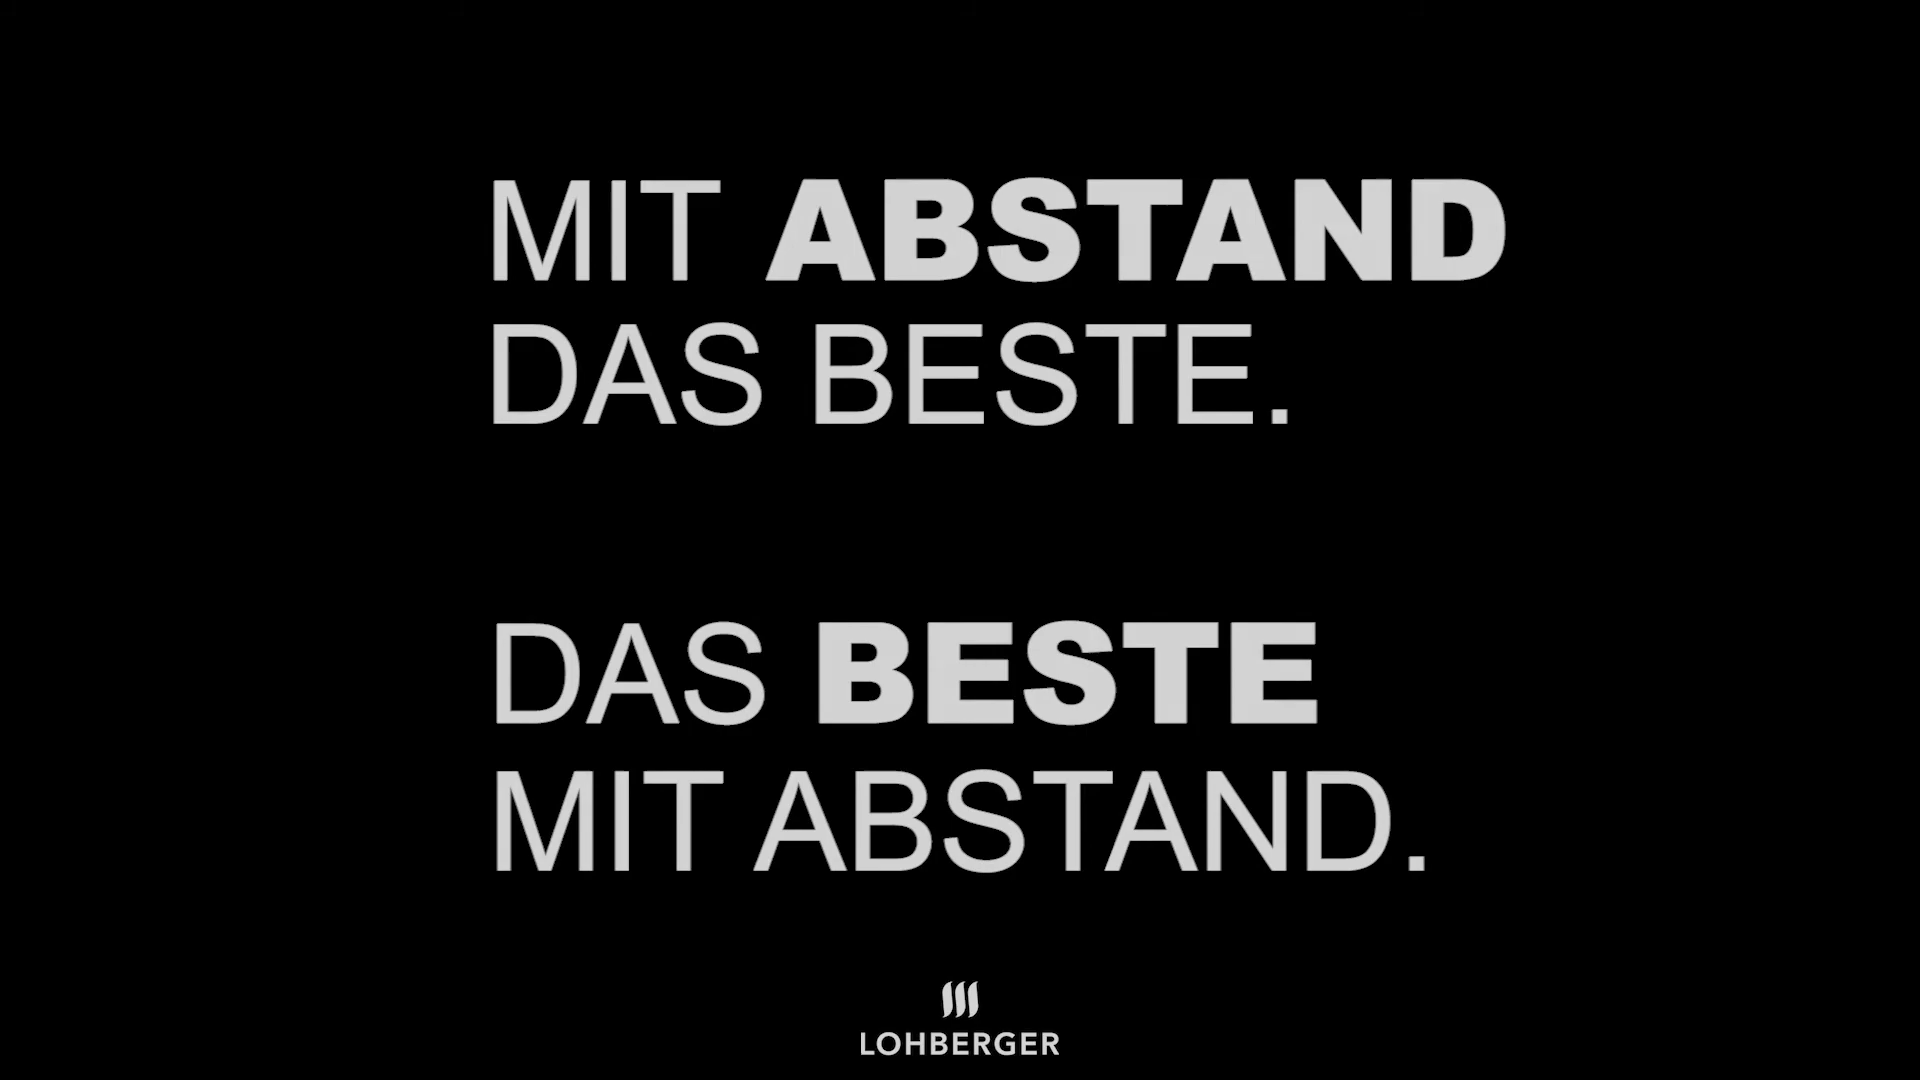 MIT ABSTAND
DAS BESTE.
DAS BESTE
MIT ABSTAND.
LOHBERGER